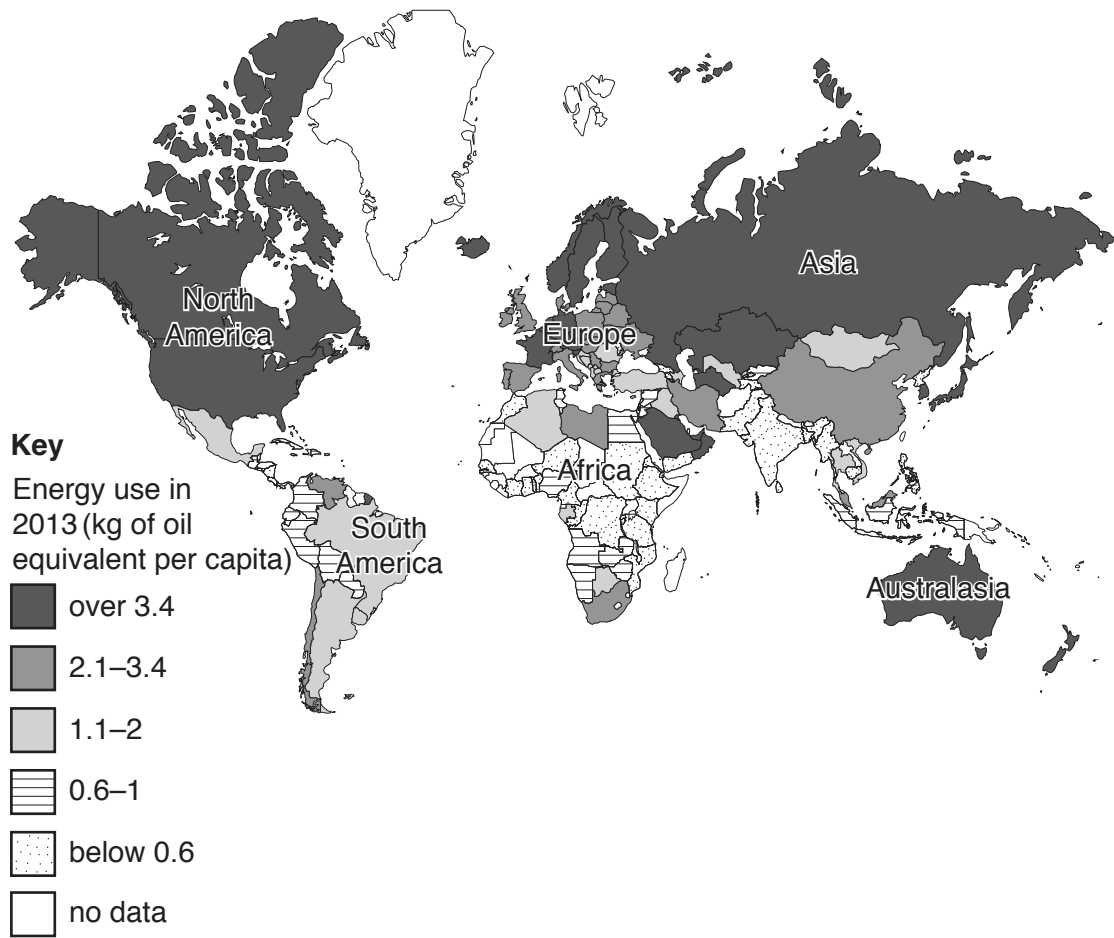 Asia
North
America
Europe
Key
Energy use in
2013 (kg of oil
equivalent per capita)
Africa
South
America
Australasia
over 3.4
2.1–3.4
1.1–2
0.6–1
below 0.6
no data